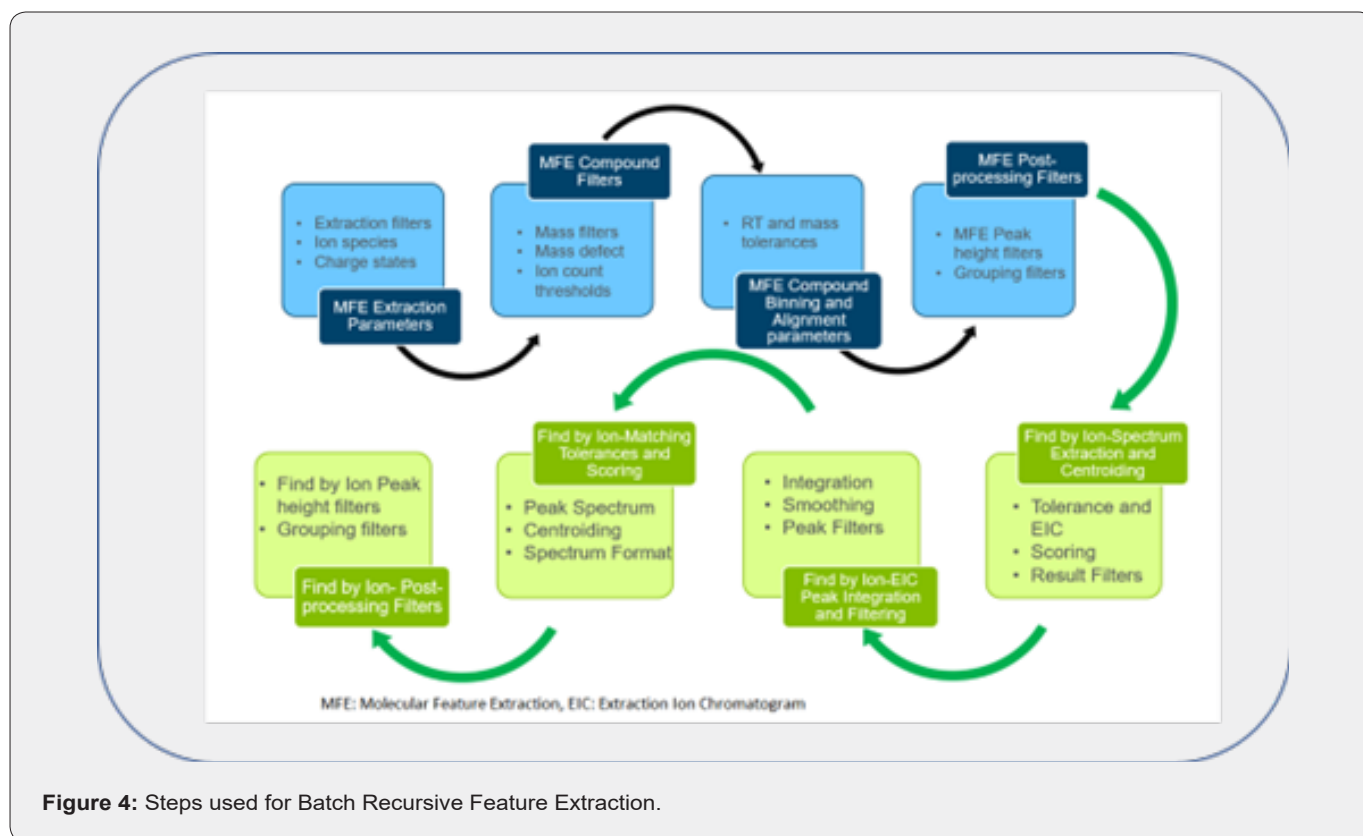 MFE Compound
Filters
MFE Post-
processing Filters
• Extraction filters
• Ion species
• Charge states
MFE Extraction
Parameters
• Mass filters
• Mass defect
• Ion count
thresholds
• RT and mass
tolerances
MFE Compound
Binning and
Alignment
parameters
• MFE Peak
height filters
• Grouping filters
Find by Ion-Matching
Tolerances and
Scoring
Find by Ion-Spectrum
Extraction and
Centroiding
• Find by Ion Peak
height filters
• Grouping filters
Find by Ion- Post-
processing Filters
• Peak Spectrum
• Centroiding
• Spectrum Format
• Integration
• Smoothing
• Peak Filters
Find by Ion-EIC
Peak Integration
and Filtering
• Tolerance and
EIC
• Scoring
• Result Filters
MFE: Molecular Feature Extraction, EIC: Extraction Ion Chromatogram
Figure 4: Steps used for Batch Recursive Feature Extraction.